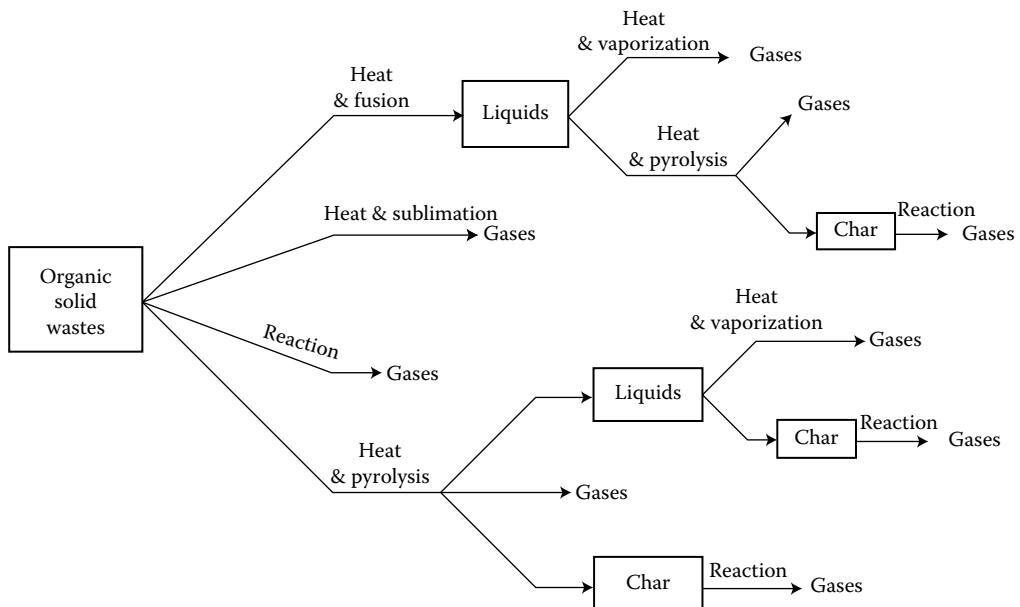 Heat
& vaporization
Gases
Heat
& fusion
Liquids
Gases
Heat
& pyrolysis
Char
Reaction
Gases
Heat & sublimation
Gases
Organic
solid
wastes
Reaction
Gases
Heat
& pyrolysis
Liquids
Heat
& vaporization
Gases
Char
Reaction
Gases
Gases
Char
Reaction
Gases